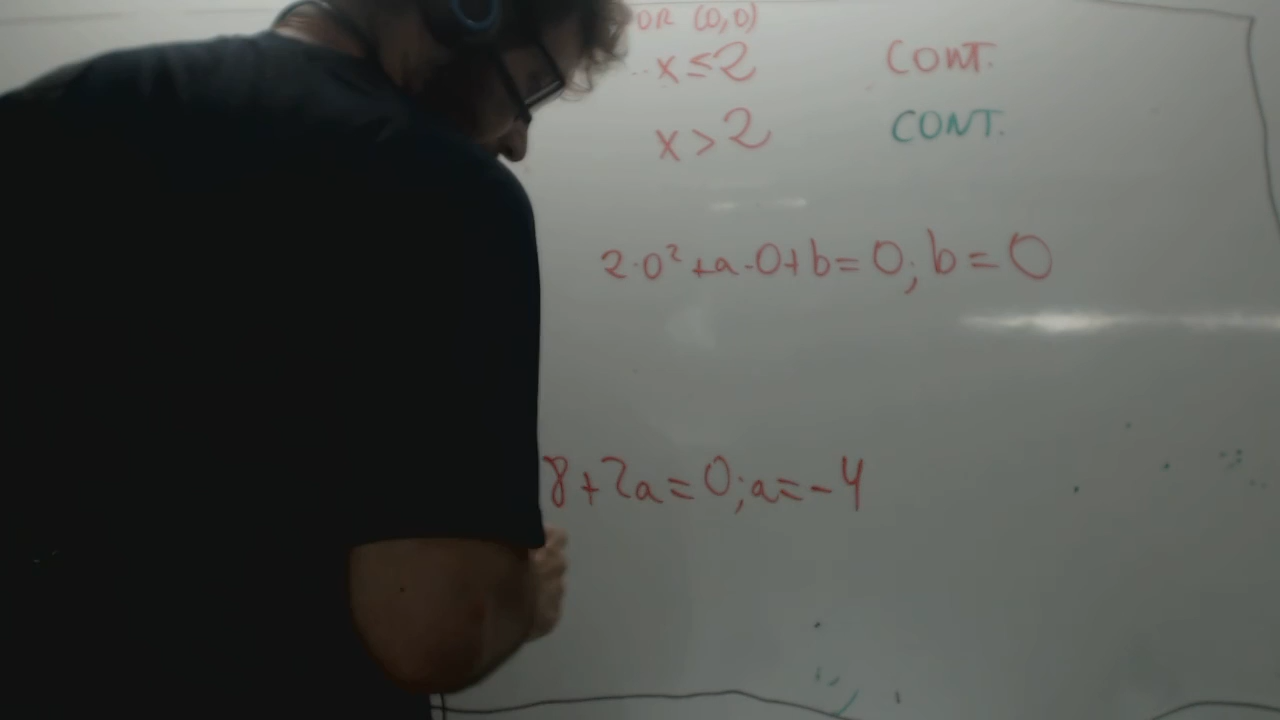 OR (0,0)
x≤2 CONT.
x>2 CONT.
2·0²+a·0+b=0; b=0
8+2a=0; a=-4